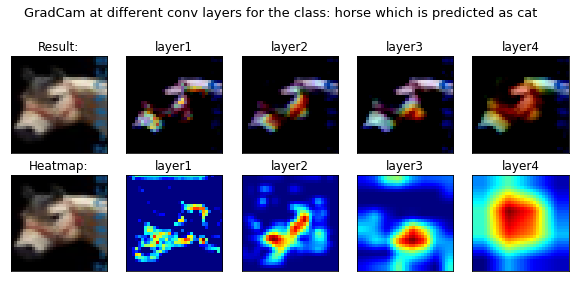 GradCam at different conv layers for the class: horse which is predicted as cat
Result: layer1 layer2 layer3 layer4
Heatmap: layer1 layer2 layer3 layer4